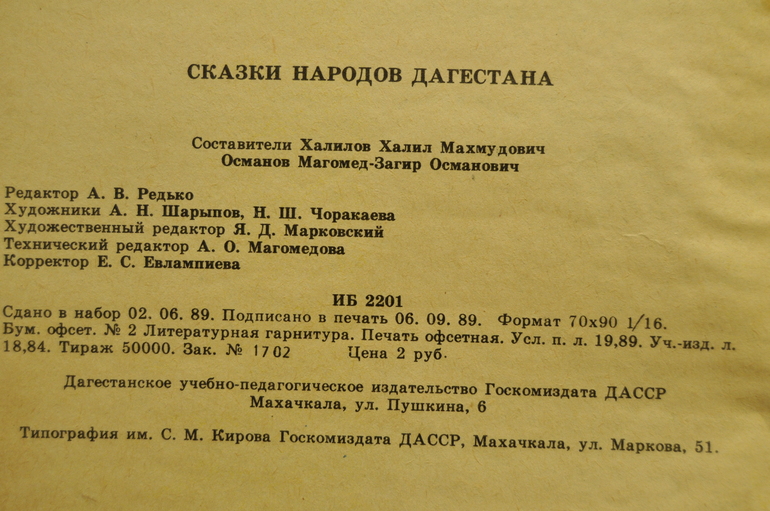 СКАЗКИ НАРОДОВ ДАГЕСТАНА
Составители Халилов Халил Махмудович
Османов Магомед-Загир Османович
Редактор А. В. Редько
Художники А. Н. Шарыпов, Н. Ш. Чоракаева
Художественный редактор Я. Д. Марковский
Технический редактор А. О. Магомедова
Корректор Е. С. Евлампиева
ИБ 2201
Сдано в набор 02. 06. 89. Подписано в печать 06. 09. 89. Формат 70х90 1/16.
Бум. офсет. № 2 Литературная гарнитура. Печать офсетная. Усл. п. л. 19,89. Уч.-изд. л.
18,84. Тираж 50000. Зак. № 1702 Цена 2 руб.
Дагестанское учебно-педагогическое издательство Госкомиздата ДАССР
Махачкала, ул. Пушкина, 6
Типография им. С. М. Кирова Госкомиздата ДАССР, Махачкала, ул. Маркова, 51.